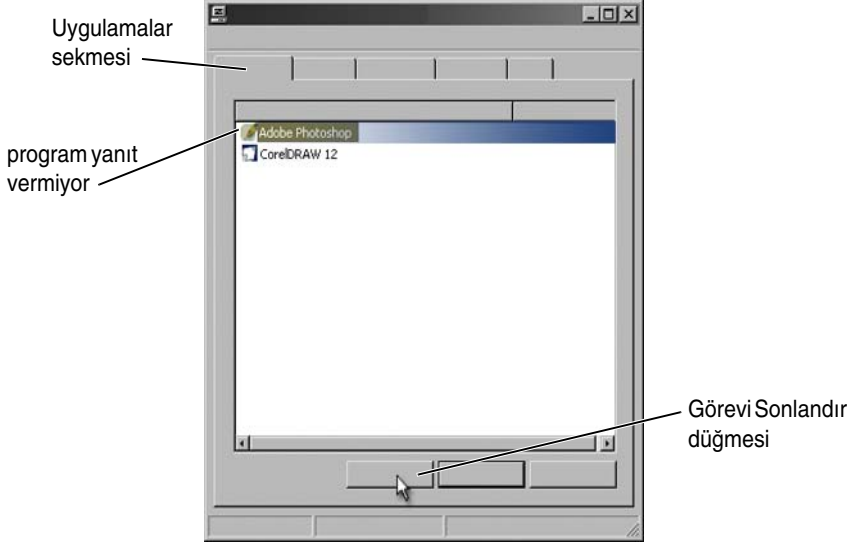 Uygulamalar
sekmesi
Adobe Photoshop
CorelDRAW 12
program yanıt
vermiyor
Görevi Sonlandır
düğmesi